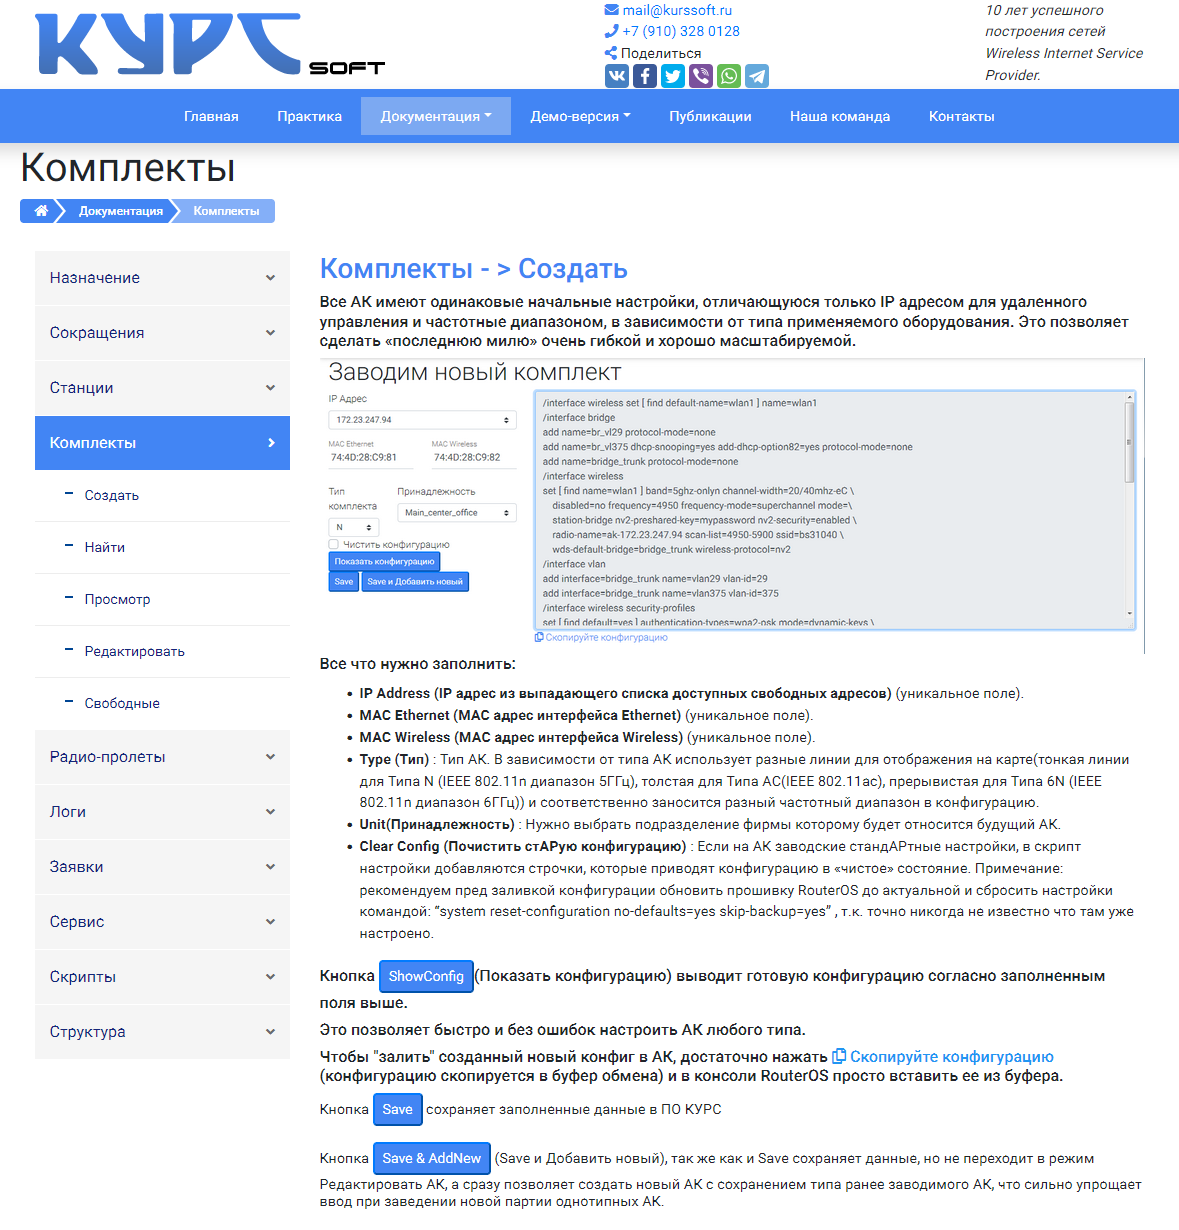 КУРС SOFT
mail@kurssoft.ru
+7 (910) 328 0128
Поделиться
10 лет успешного
построения сетей
Wireless Internet Service
Provider.
Главная Практика Документация Демо-версия Публикации Наша команда Контакты
Комплекты
Документация Комплекты
Назначение
Сокращения
Станции
Комплекты
Создать
Найти
Просмотр
Редактировать
Свободные
Радио-пролеты
Логи
Заявки
Сервис
Скрипты
Структура
Комплекты - > Создать
Все АК имеют одинаковые начальные настройки, отличающуюся только IP адресом для удаленного
управления и частотные диапазоном, в зависимости от типа применяемого оборудования. Это позволяет
сделать «последнюю милю» очень гибкой и хорошо масштабируемой.
Заводим новый комплект
IP Адрес
172.23.247.94
MAC Ethernet MAC Wireless
74:4D:28:C9:81 74:4D:28:C9:82
Тип
комплекта
Принадлежность
N
Main_center_office
Чистить конфигурацию
Показать конфигурацию
Save Save и Добавить новый
/interface wireless set [ find default-name=wlan1 ] name=wlan1
/interface bridge
add name=br_vl29 protocol-mode=none
add name=br_vl375 dhcp-snooping=yes add-dhcp-option82=yes protocol-mode=none
add name=bridge_trunk protocol-mode=none
/interface wireless
set [ find name=wlan1 ] band=5ghz-onlyn channel-width=20/40mhz-eC \
disabled=no frequency=4950 frequency-mode=superchannel mode=\
station-bridge nv2-preshared-key=mypassword nv2-security=enabled \
radio-name=ak-172.23.247.94 scan-list=4950-5900 ssid=bs31040 \
wds-default-bridge=bridge_trunk wireless-protocol=nv2
/interface vlan
add interface=bridge_trunk name=vlan29 vlan-id=29
add interface=bridge_trunk name=vlan375 vlan-id=375
/interface wireless security-profiles
set [ find default=yes ] authentication-types=wpa2-psk mode=dynamic-keys \
Скопируйте конфигурацию
Все что нужно заполнить:
• IP Address (IP адрес из выпадающего списка доступных свободных адресов) (уникальное поле).
• MAC Ethernet (MAC адрес интерфейса Ethernet) (уникальное поле).
• MAC Wireless (MAC адрес интерфейса Wireless) (уникальное поле).
• Type (Тип) : Тип АК. В зависимости от типа АК использует разные линии для отображения на карте(тонкая линии
для Типа N (IEEE 802.11n диапазон 5ГГц), толстая для Типа AC(IEEE 802.11ac), прерывистая для Типа 6N (IEEE
802.11n диапазон 6ГГц)) и соответственно заносится разный частотный диапазон в конфигурацию.
• Unit(Принадлежность) : Нужно выбрать подразделение фирмы которому будет относится будущий АК.
• Clear Config (Почистить стАРую конфигурацию) : Если на АК заводские стандАРтные настройки, в скрипт
настройки добавляются строчки, которые приводят конфигурацию в «чистое» состояние. Примечание:
рекомендуем пред заливкой конфигурации обновить прошивку RouterOS до актуальной и сбросить настройки
командой: “system reset-configuration no-defaults=yes skip-backup=yes” , т.к. точно никогда не известно что там уже
настроено.
Кнопка ShowConfig (Показать конфигурацию) выводит готовую конфигурацию согласно заполненным
поля выше.
Это позволяет быстро и без ошибок настроить АК любого типа.
Чтобы "залить" созданный новый конфиг в АК, достаточно нажать Скопируйте конфигурацию
(конфигурацию скопируется в буфер обмена) и в консоли RouterOS просто вставить ее из буфера.
Кнопка Save сохраняет заполненные данные в ПО КУРС
Кнопка Save & AddNew (Save и Добавить новый), так же как и Save сохраняет данные, но не переходит в режим
Редактировать АК, а сразу позволяет создать новый АК с сохранением типа ранее заводимого АК, что сильно упрощает
ввод при заведении новой партии однотипных АК.